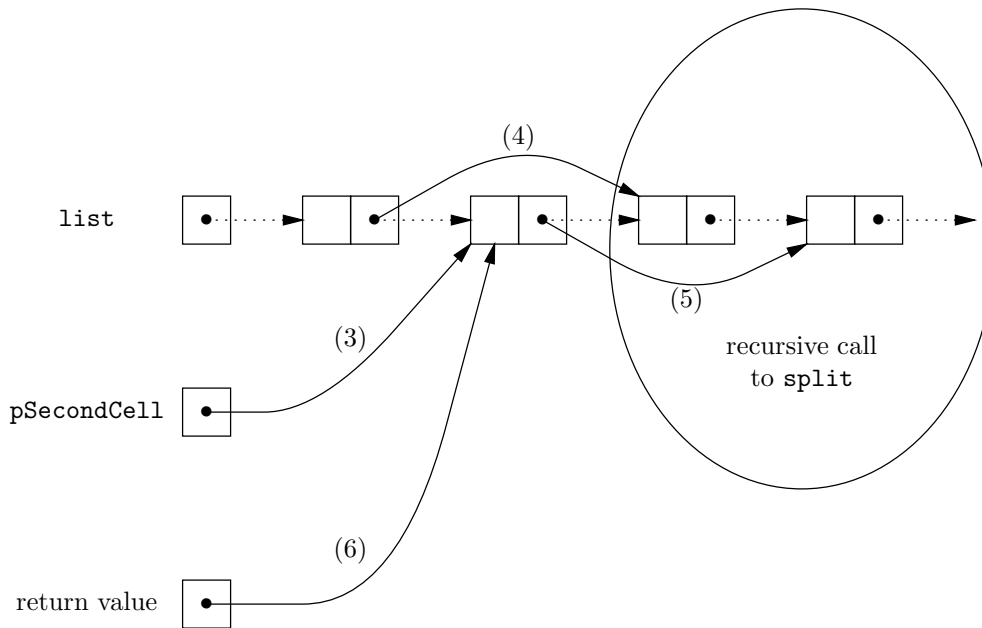 (4)
list
(5)
(3)
recursive call
to split
pSecondCell
(6)
return value